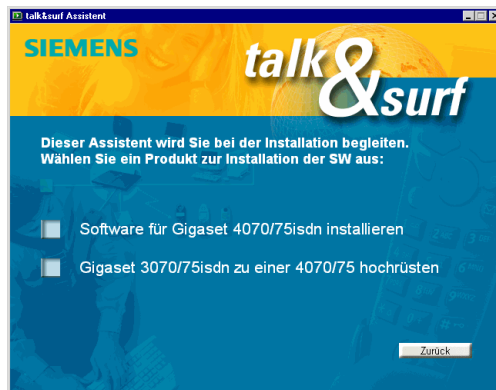 talk&surf Assistent
SIEMENS
talk
&surf
Dieser Assistent wird Sie bei der Installation begleiten.
Wählen Sie ein Produkt zur Installation der SW aus:
Software für Gigaset 4070/75isdn installieren
Gigaset 3070/75isdn zu einer 4070/75 hochrüsten
Zurück